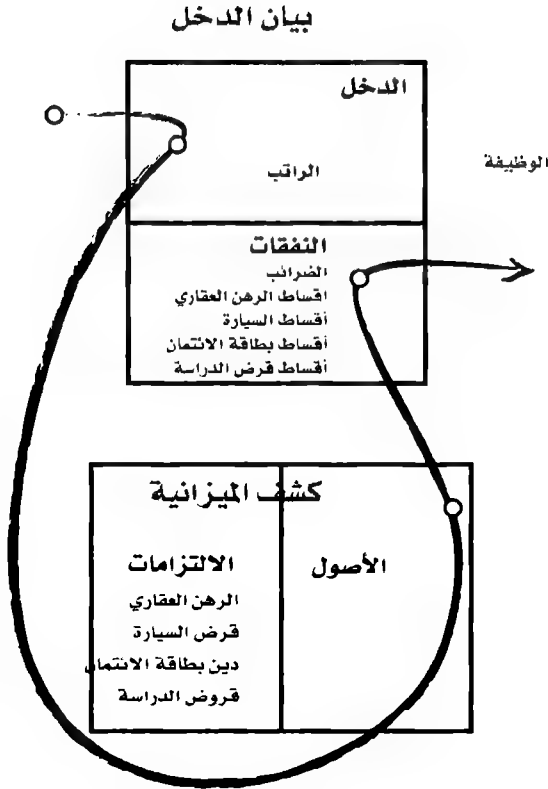 بيان الدخل
الدخل
الراتب
الوظيفة
النفقات
الضرائب
اقساط الرهن العقاري
أقساط السيارة
أقساط بطاقة الائتمان
أقساط قرض الدراسة
كشف الميزانية
الأصول
الالتزامات
الرهن العقاري
قرض السيارة
دين بطاقة الائتمان
قروض الدراسة